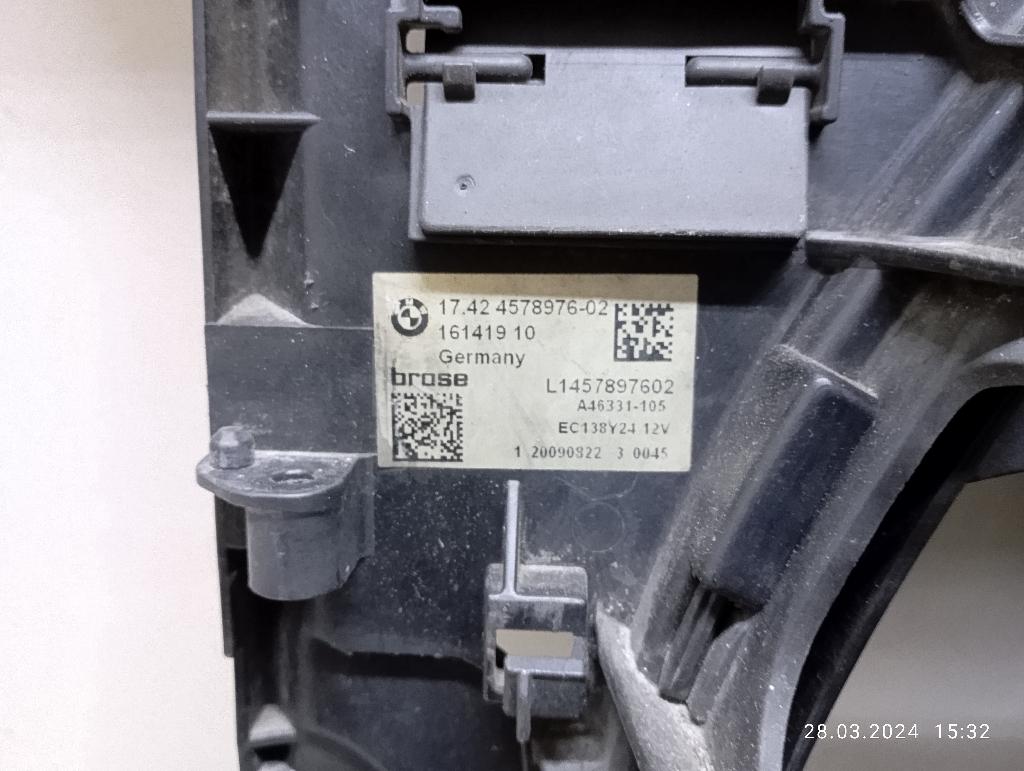 17.42 4578976-02
161419 10
Germany
brose
L1457897602
A46331-105
EC138Y24 12V
1 20090822 3 0045
28.03.2024 15:32